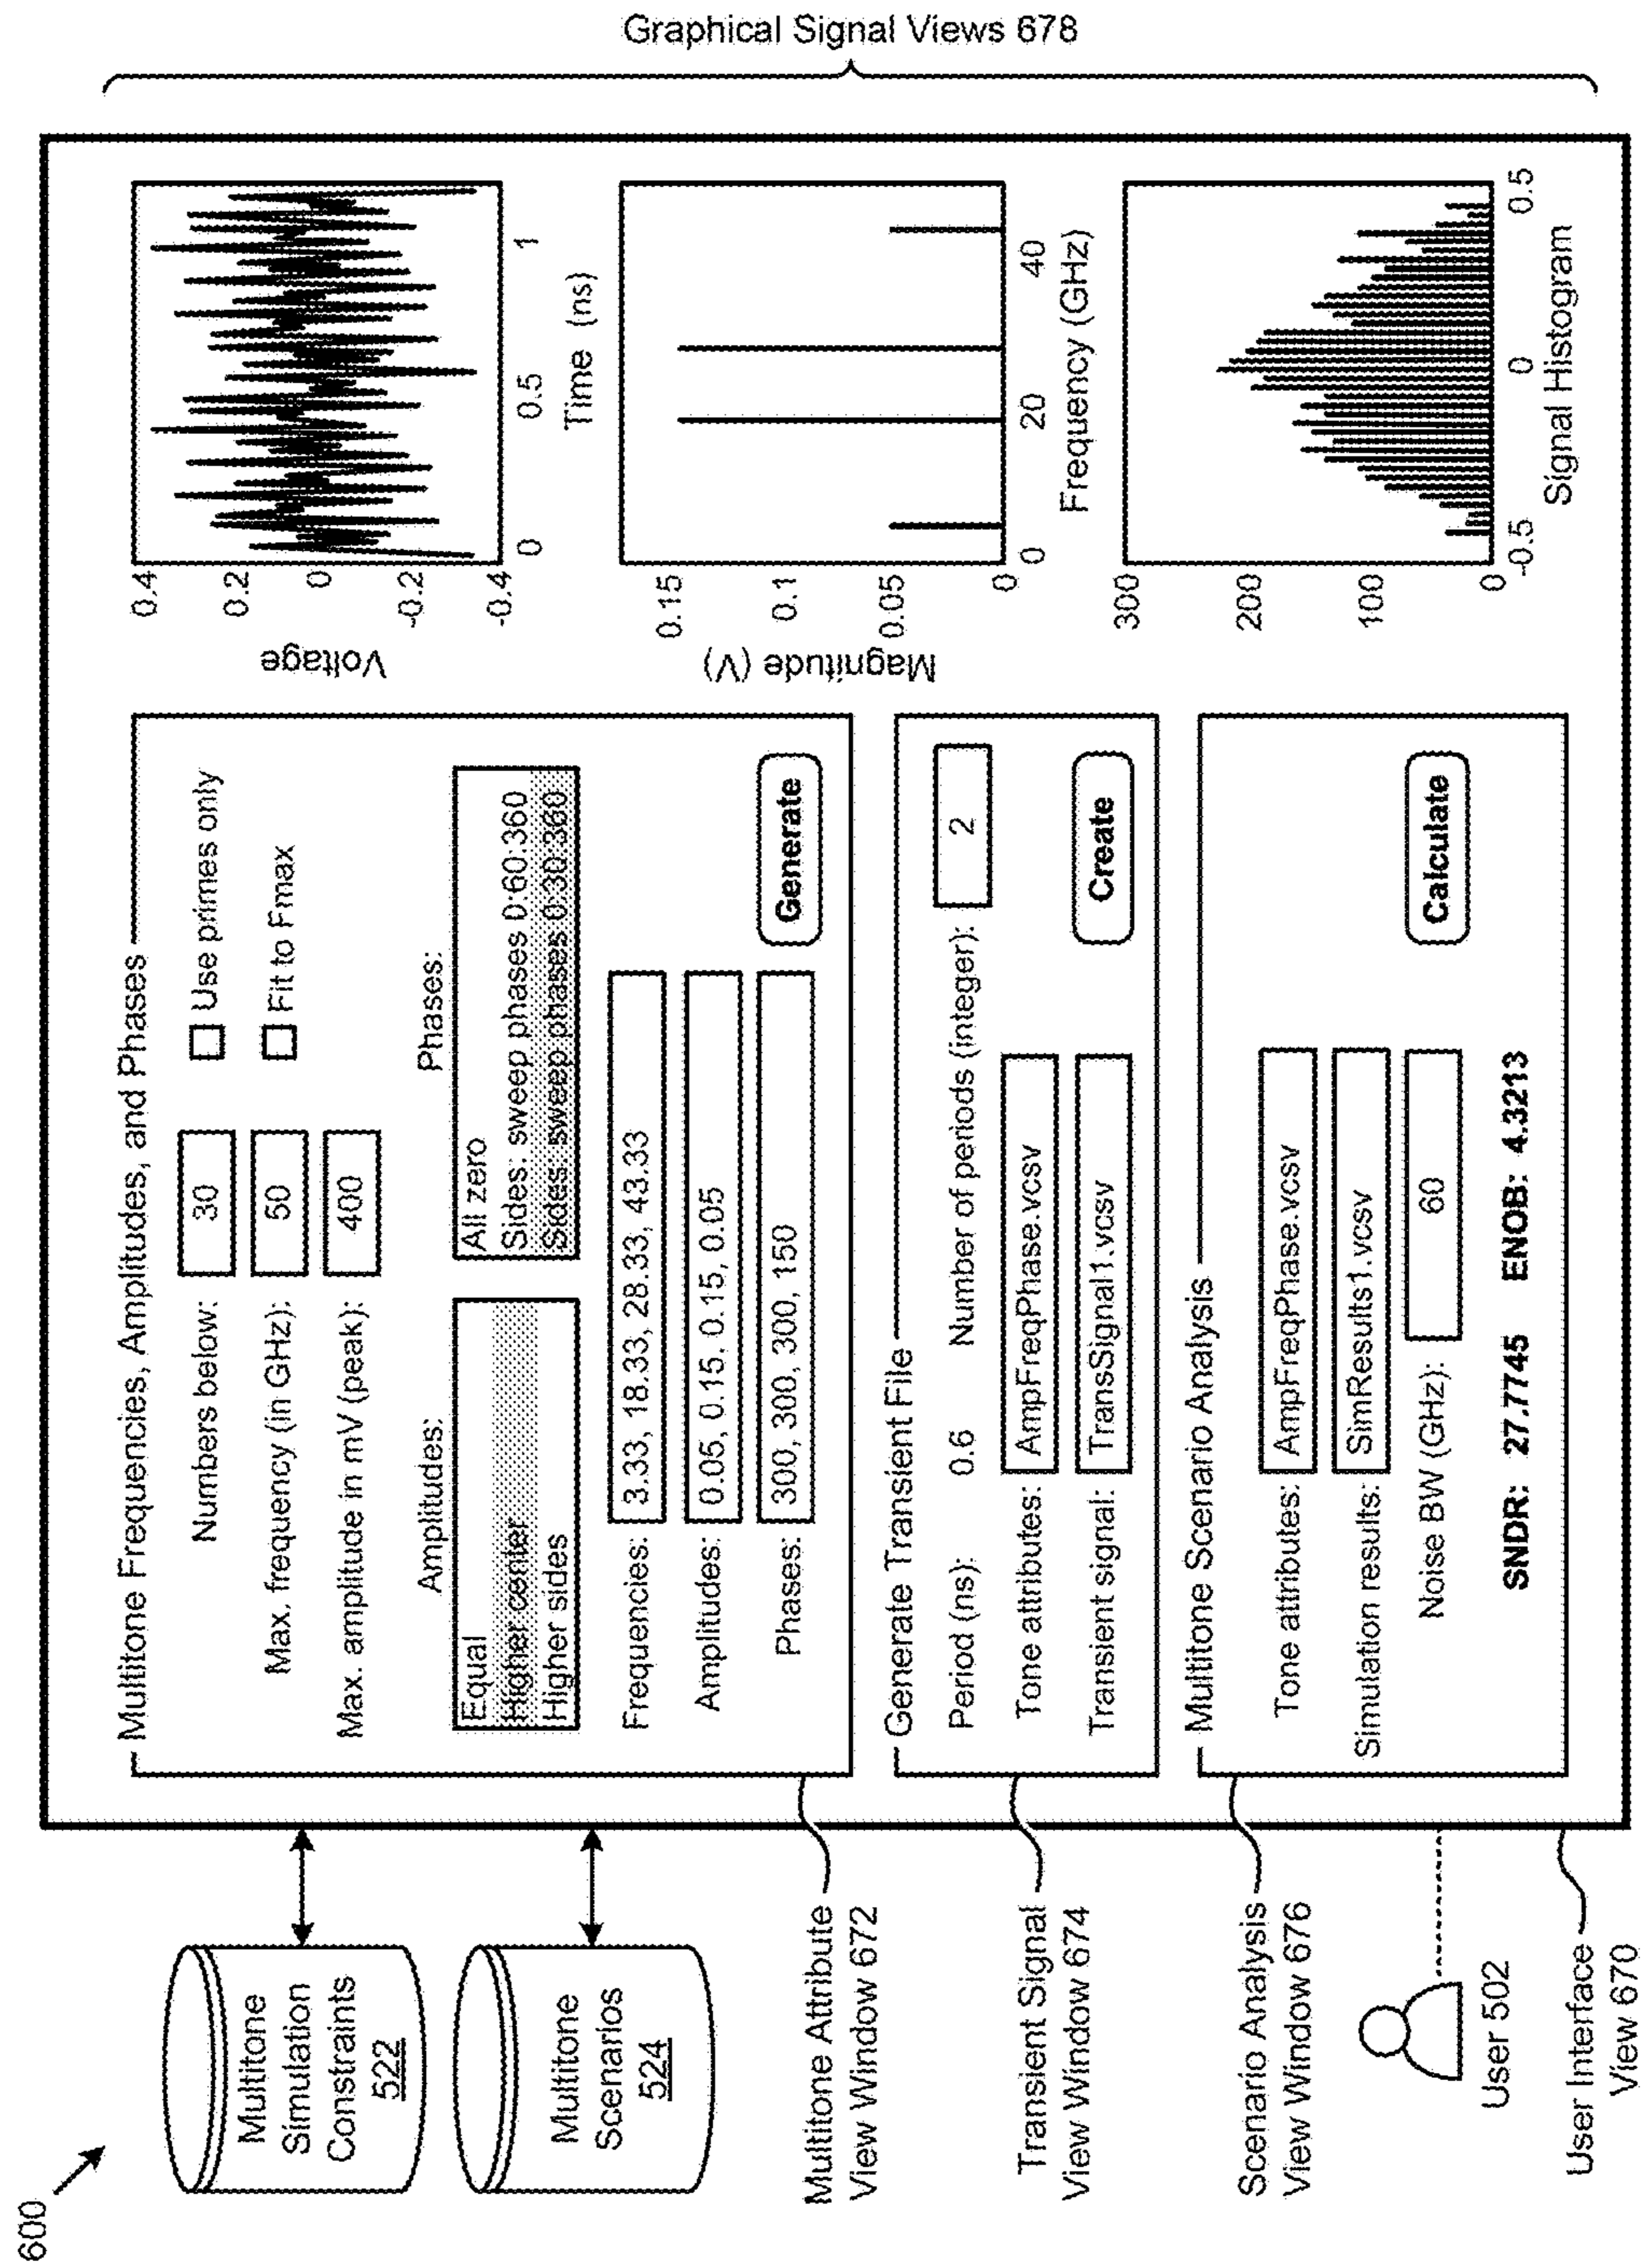 600
Multitone
Simulation
Constraints
522
Multitone
Scenarios
524
Multitone Attribute
View Window 672
Transient Signal
View Window 674
Scenario Analysis
View Window 676
User 502
User Interface
View 670
Multitone Frequencies, Amplitudes, and Phases
Numbers below: 30 Use primes only
Max. frequency (in GHz): 50 Fit to Fmax
Max. amplitude in mV (peak): 400
Amplitudes: Phases:
Equal
Higher center
Higher sides
All zero
Sides: sweep phases 0:60:360
Sides: sweep phases 0:30:360
Frequencies: 3.33, 18.33, 28.33, 43.33
Amplitudes: 0.05, 0.15, 0.15, 0.05
Phases: 300, 300, 300, 150
Generate
Generate Transient File
Period (ns): 0.6 Number of periods (integer): 2
Tone attributes: AmpFreqPhase.vcsv
Transient signal: TransSignal1.vcsv
Create
Multitone Scenario Analysis
Tone attributes: AmpFreqPhase.vcsv
Simulation results: SimResults1.vcsv
Noise BW (GHz): 60
Calculate
SNDR: 27.7745 ENOB: 4.3213
Voltage
0.4
0.2
0
-0.2
-0.4
0 0.5 1
Time (ns)
Magnitude (V)
0.15
0.1
0.05
0
0 20 40
Frequency (GHz)
300
200
100
0
-0.5 0 0.5
Signal Histogram
Graphical Signal Views 678